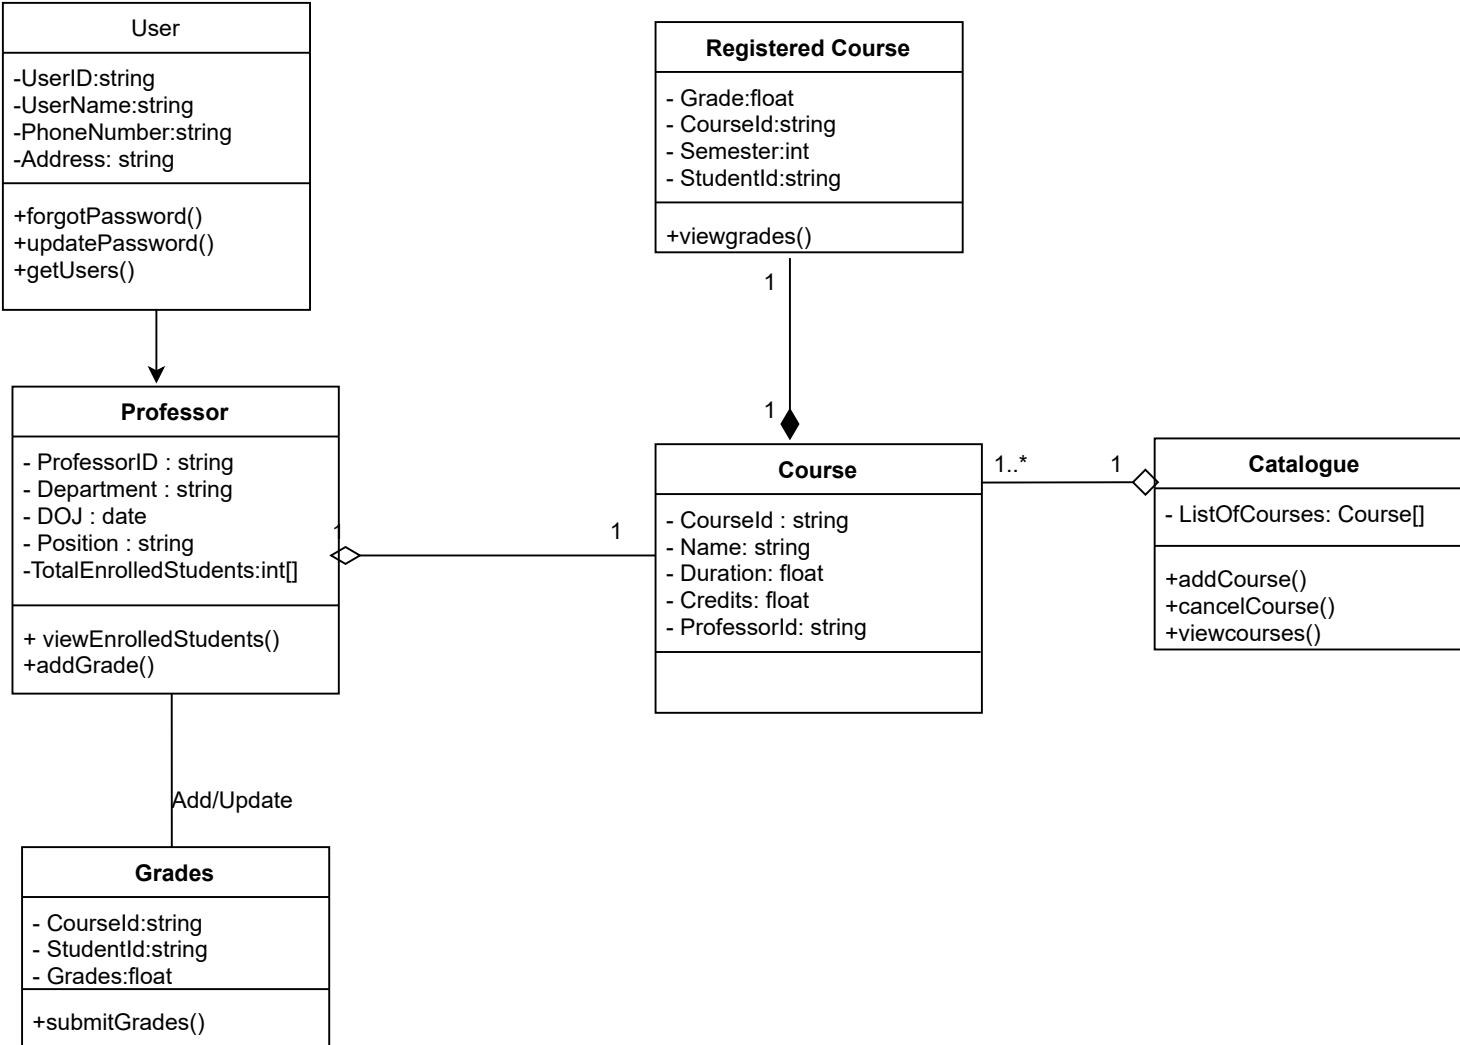 User
-UserID:string
-UserName:string
-PhoneNumber:string
-Address: string
+forgotPassword()
+updatePassword()
+getUsers()
Registered Course
- Grade:float
- CourseId:string
- Semester:int
- StudentId:string
+viewgrades()
1
1
Professor
- ProfessorID : string
- Department : string
- DOJ : date
- Position : string
-TotalEnrolledStudents:int[]
+ viewEnrolledStudents()
+addGrade()
1
1
Course
- CourseId : string
- Name: string
- Duration: float
- Credits: float
- ProfessorId: string
1..*
1
Catalogue
- ListOfCourses: Course[]
+addCourse()
+cancelCourse()
+viewcourses()
Add/Update
Grades
- CourseId:string
- StudentId:string
- Grades:float
+submitGrades()